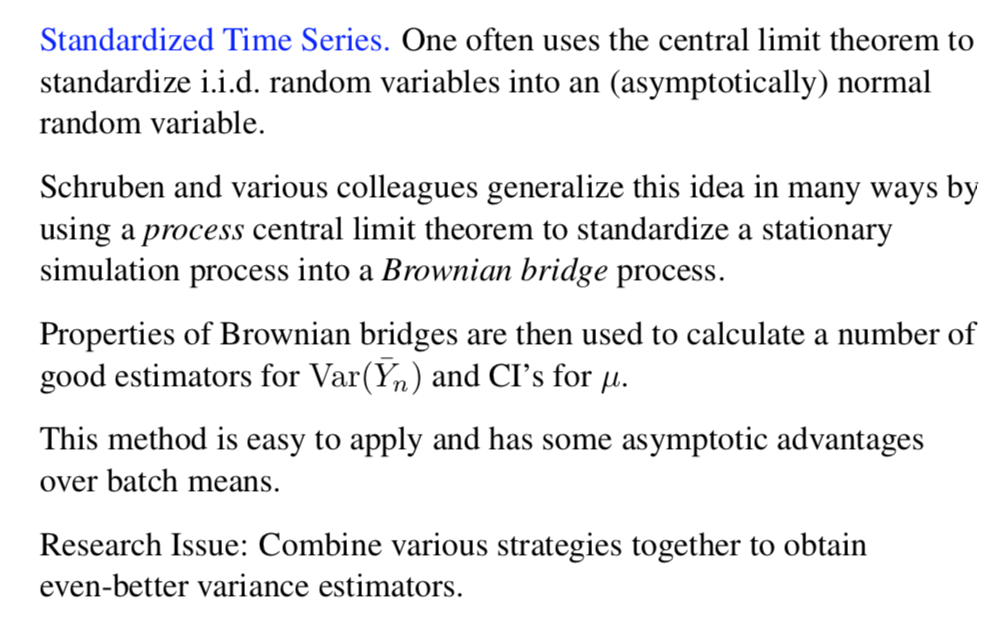 Standardized Time Series. One often uses the central limit theorem to
standardize i.i.d. random variables into an (asymptotically) normal
random variable.
Schruben and various colleagues generalize this idea in many ways by
using a process central limit theorem to standardize a stationary
simulation process into a Brownian bridge process.
Properties of Brownian bridges are then used to calculate a number of
good estimators for Var(Ȳₙ) and CI’s for μ.
This method is easy to apply and has some asymptotic advantages
over batch means.
Research Issue: Combine various strategies together to obtain
even-better variance estimators.